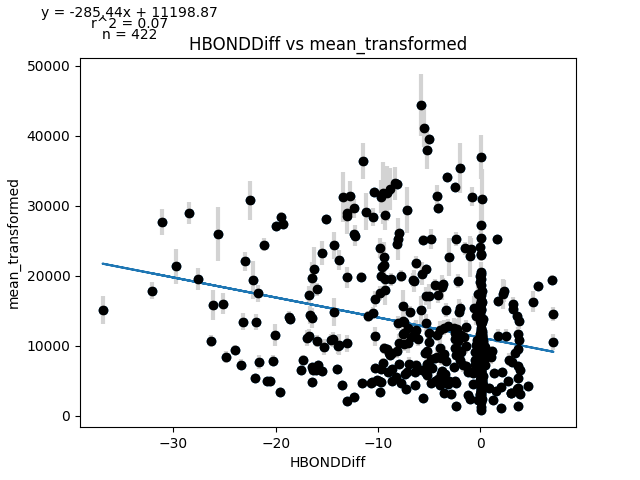 y = -285.44x + 11198.87
r^2 = 0.07
n = 422
HBONDDiff vs mean_transformed
50000
40000
30000
20000
10000
0
mean_transformed
−30
−20
−10
0
HBONDDiff